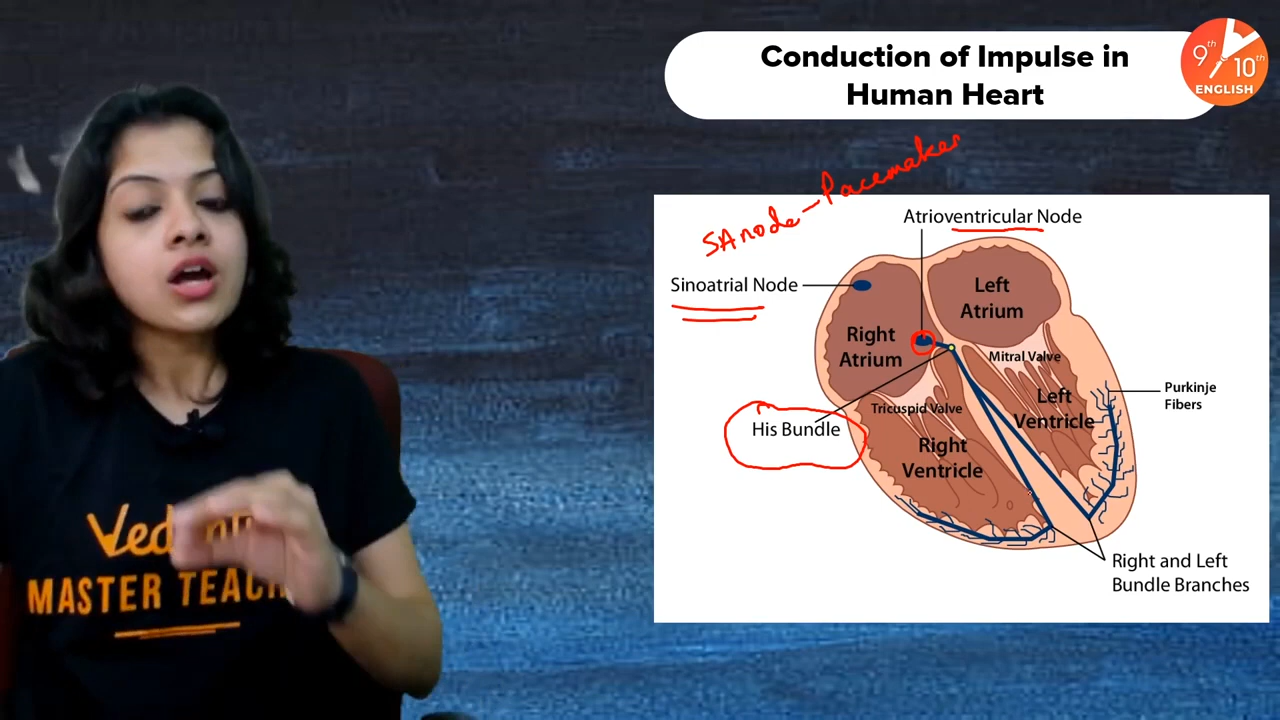 Conduction of Impulse in
Human Heart
9th
10th
ENGLISH
SA node - Pacemaker
Atrioventricular Node
Sinoatrial Node
Left
Atrium
Right
Atrium
Mitral Valve
Purkinje
Fibers
Left
Ventricle
Tricuspid Valve
His Bundle
Right
Ventricle
Right and Left
Bundle Branches
MASTER